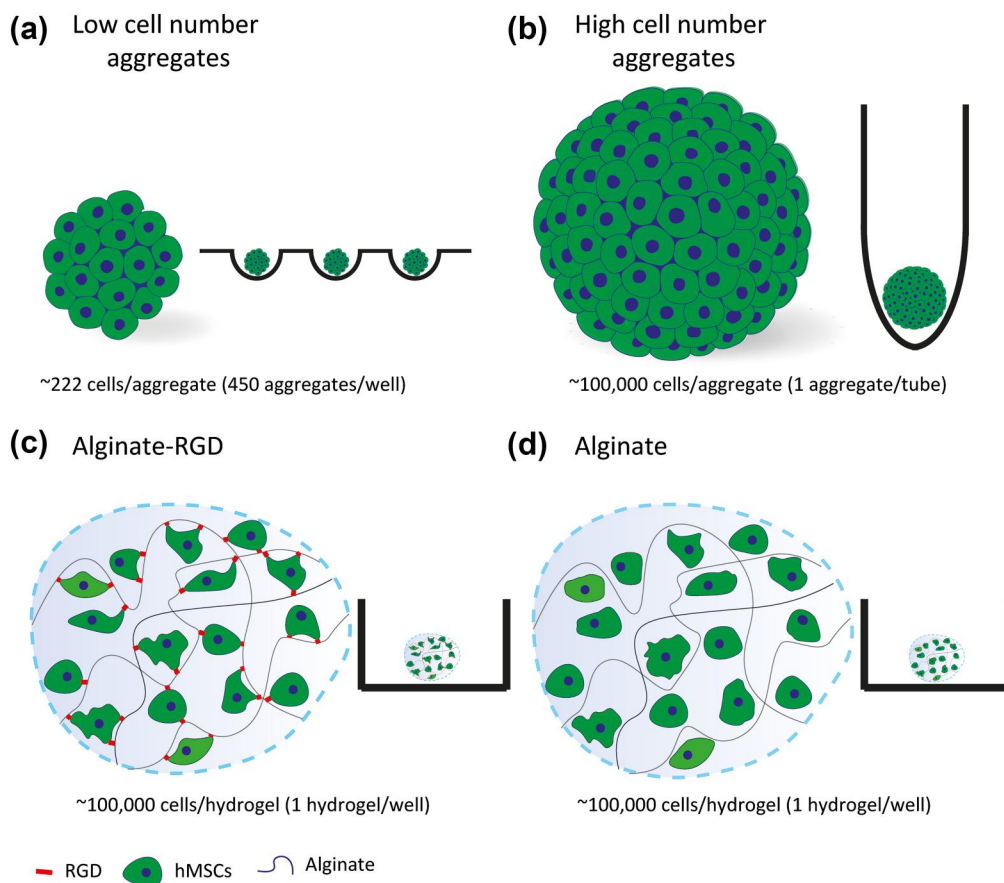 (a) Low cell number
aggregates
~222 cells/aggregate (450 aggregates/well)
(b) High cell number
aggregates
~100,000 cells/aggregate (1 aggregate/tube)
(c) Alginate-RGD
~100,000 cells/hydrogel (1 hydrogel/well)
(d) Alginate
~100,000 cells/hydrogel (1 hydrogel/well)
RGD hMSCs Alginate